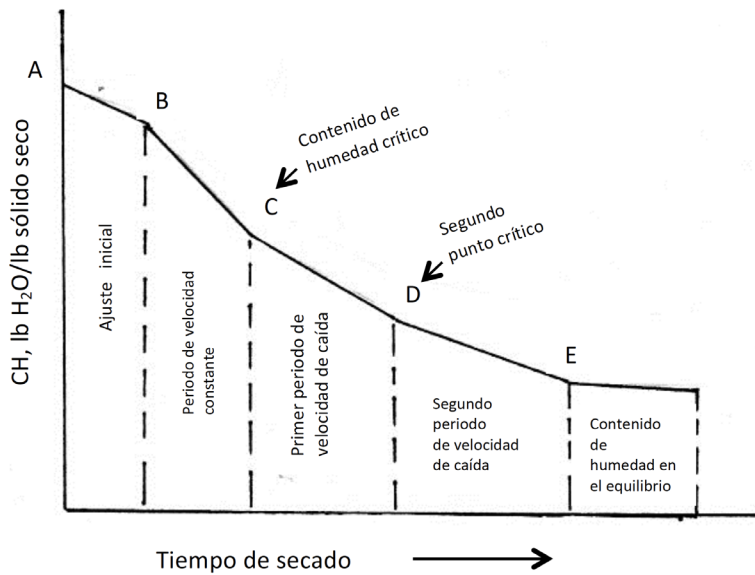 A
B
Contenido de
humedad crítico
C
Segundo
punto crítico
D
E
CH, lb H₂O/lb sólido seco
Ajuste inicial
Periodo de velocidad
constante
Primer periodo de
velocidad de caída
Segundo
periodo
de velocidad
de caída
Contenido
de
humedad en
el equilibrio
Tiempo de secado